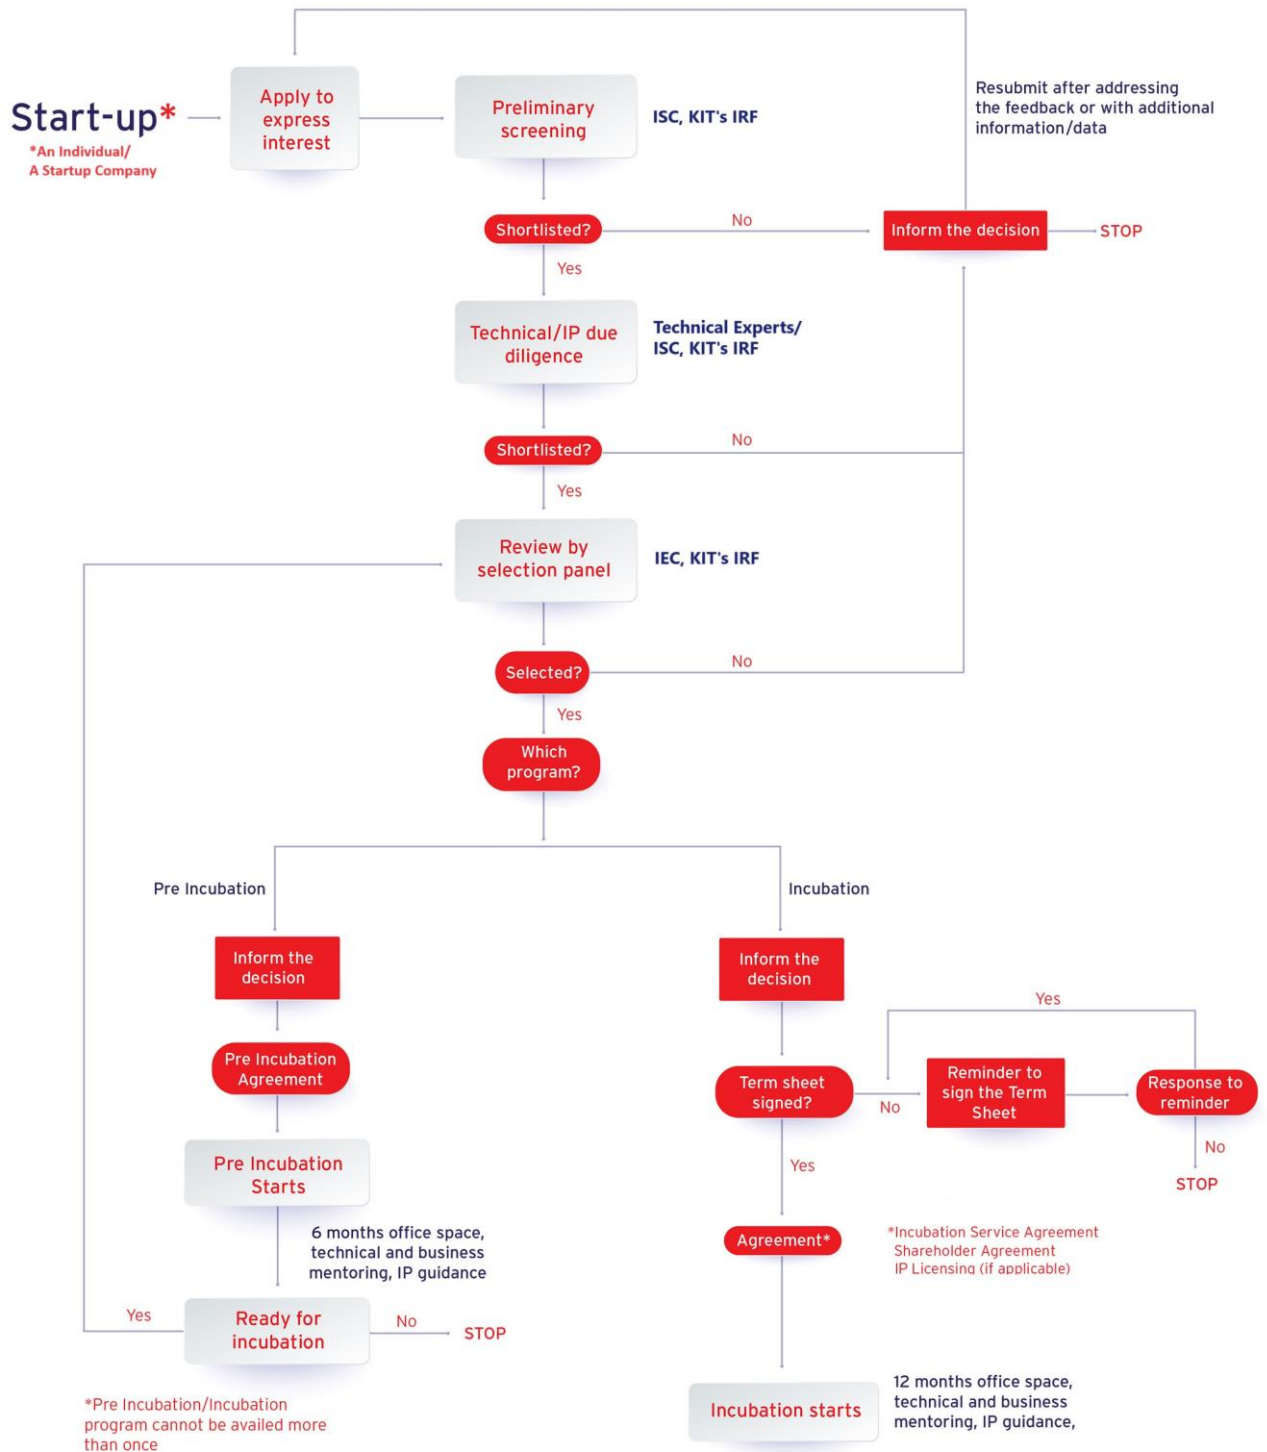 Start-up*
*An Individual/
A Startup Company
Apply to
express
interest
Preliminary
screening
ISC, KIT's IRF
Resubmit after addressing
the feedback or with additional
information/data
Shortlisted?
No
Inform the decision
STOP
Yes
Technical/IP due
diligence
Technical Experts/
ISC, KIT's IRF
Shortlisted?
No
Yes
Review by
selection panel
IEC, KIT's IRF
Selected?
No
Yes
Which
program?
Pre Incubation
Incubation
Inform the
decision
Inform the
decision
Yes
Pre Incubation
Agreement
Term sheet
signed?
No
Reminder to
sign the Term
Sheet
Response to
reminder
No
STOP
Pre Incubation
Starts
Yes
6 months office space,
technical and business
mentoring, IP guidance
Agreement*
*Incubation Service Agreement
Shareholder Agreement
IP Licensing (if applicable)
Yes
Ready for
incubation
No
STOP
*Pre Incubation/Incubation
program cannot be availed more
than once
Incubation starts
12 months office space,
technical and business
mentoring, IP guidance,